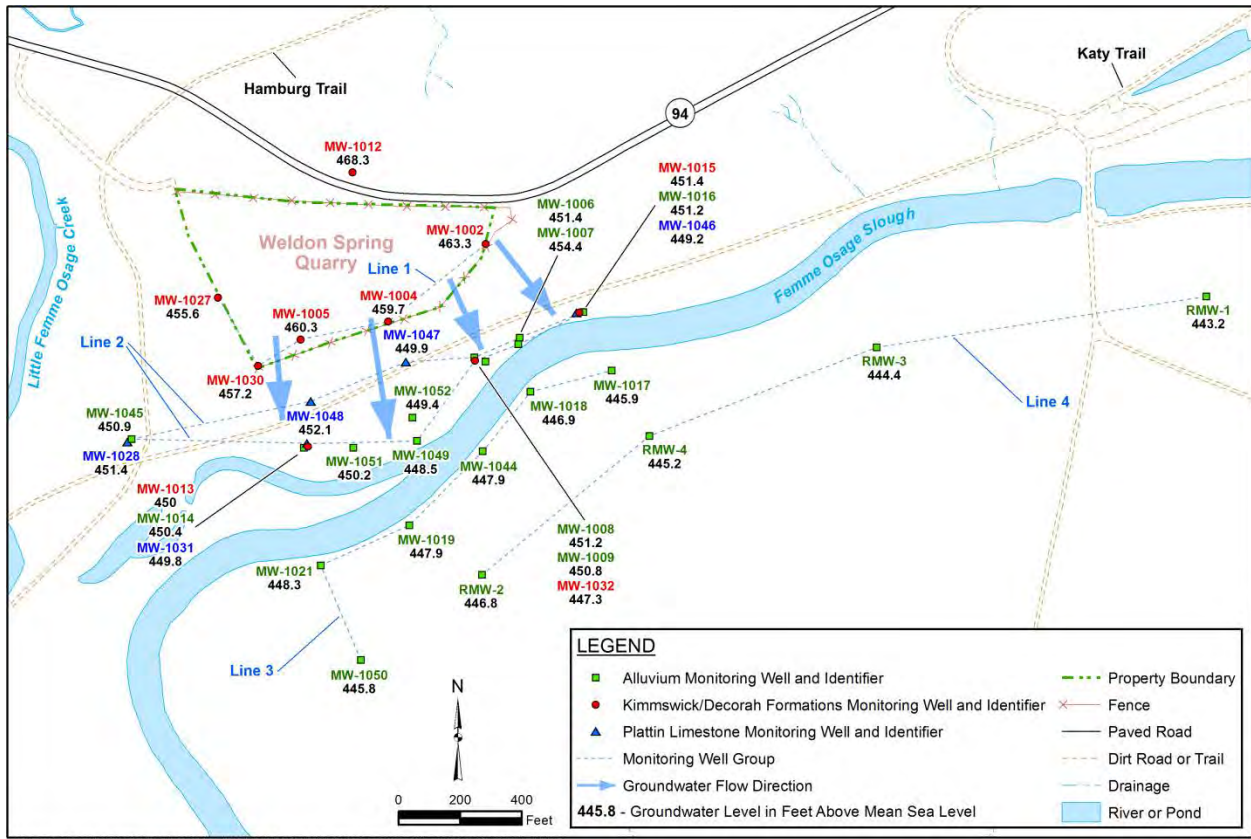 Hamburg Trail
Katy Trail
94
MW-1012
468.3
MW-1015
451.4
MW-1016
451.2
MW-1046
449.2
MW-1006
451.4
MW-1007
454.4
MW-1002
463.3
Weldon Spring
Quarry
Little Femme Osage Creek
Femme Osage Slough
Line 1
MW-1027
455.6
MW-1005
460.3
MW-1004
459.7
MW-1047
449.9
RMW-1
443.2
RMW-3
444.4
Line 2
MW-1030
457.2
MW-1017
445.9
MW-1018
446.9
Line 4
MW-1052
449.4
MW-1045
450.9
MW-1048
452.1
MW-1028
451.4
MW-1051
450.2
MW-1049
448.5
MW-1044
447.9
RMW-4
445.2
MW-1013
450
MW-1014
450.4
MW-1031
449.8
MW-1019
447.9
MW-1008
451.2
MW-1009
450.8
MW-1032
447.3
MW-1021
448.3
RMW-2
446.8
Line 3
MW-1050
445.8
N
0 200 400
Feet
LEGEND
Alluvium Monitoring Well and Identifier
Kimmswick/Decorah Formations Monitoring Well and Identifier
Plattin Limestone Monitoring Well and Identifier
Monitoring Well Group
Groundwater Flow Direction
445.8 - Groundwater Level in Feet Above Mean Sea Level
Property Boundary
Fence
Paved Road
Dirt Road or Trail
Drainage
River or Pond